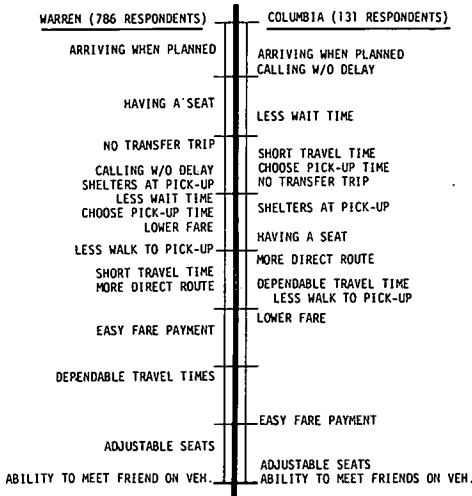 WARREN (786 RESPONDENTS)
ARRIVING WHEN PLANNED
HAVING A SEAT
NO TRANSFER TRIP
CALLING W/O DELAY
SHELTERS AT PICK-UP
LESS WAIT TIME
CHOOSE PICK-UP TIME
LOWER FARE
LESS WALK TO PICK-UP
SHORT TRAVEL TIME
MORE DIRECT ROUTE
EASY FARE PAYMENT
DEPENDABLE TRAVEL TIMES
ADJUSTABLE SEATS
ABILITY TO MEET FRIEND ON VEH.
COLUMBIA (131 RESPONDENTS)
ARRIVING WHEN PLANNED
CALLING W/O DELAY
LESS WAIT TIME
SHORT TRAVEL TIME
CHOOSE PICK-UP TIME
NO TRANSFER TRIP
SHELTERS AT PICK-UP
HAVING A SEAT
MORE DIRECT ROUTE
DEPENDABLE TRAVEL TIME
LESS WALK TO PICK-UP
LOWER FARE
EASY FARE PAYMENT
ADJUSTABLE SEATS
ABILITY TO MEET FRIENDS ON VEH.